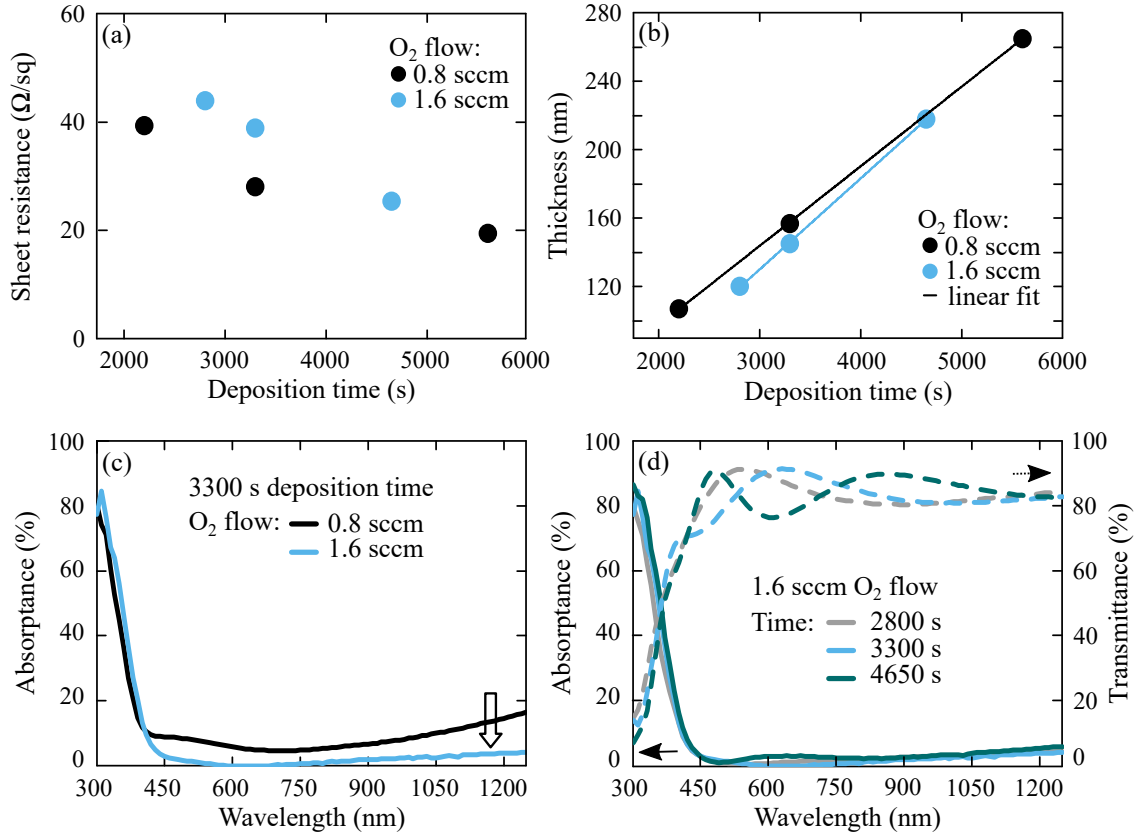 (a)
O₂ flow:
0.8 sccm
1.6 sccm
Sheet resistance (Ω/sq)
60
40
20
0
2000 3000 4000 5000 6000
Deposition time (s)
(b)
Thickness (nm)
280
260
220
160
110
O₂ flow:
0.8 sccm
1.6 sccm
linear fit
2000 3000 4000 5000 6000
Deposition time (s)
(c)
3300 s deposition time
O₂ flow:
0.8 sccm
1.6 sccm
Absorptance (%)
100
80
60
40
20
0
300 450 600 750 900 1050 1200
Wavelength (nm)
(d)
1.6 sccm O₂ flow
Time:
2800 s
3300 s
4650 s
Absorptance (%)
100
80
60
40
20
0
Transmittance (%)
100
80
60
40
20
0
300 450 600 750 900 1050 1200
Wavelength (nm)